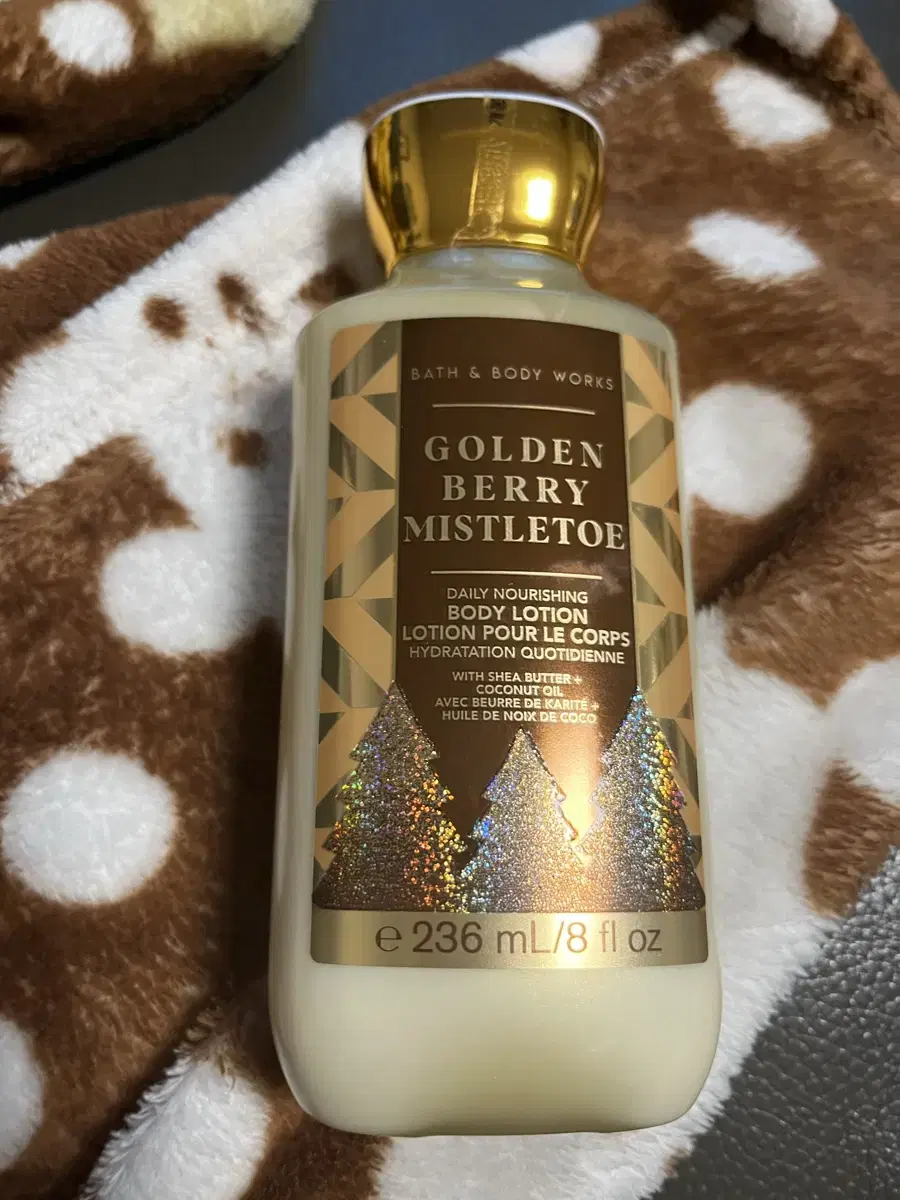 BATH & BODY WORKS
GOLDEN
BERRY
MISTLETOE
DAILY NOURISHING
BODY LOTION
LOTION POUR LE CORPS
HYDRATATION QUOTIDIENNE
WITH SHEA BUTTER +
COCONUT OIL
AVEC BEURRE DE KARITÉ +
HUILE DE NOIX DE COCO
℮ 236 mL/8 fl oz